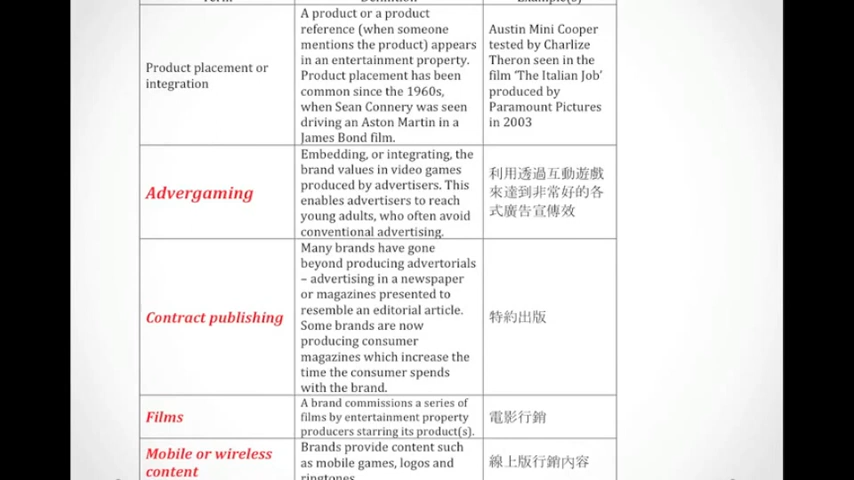 Term
Definition
Example(s)
Product placement or
integration
A product or a product
reference (when someone
mentions the product) appears
in an entertainment property.
Product placement has been
common since the 1960s,
when Sean Connery was seen
driving an Aston Martin in a
James Bond film.
Austin Mini Cooper
tested by Charlize
Theron seen in the
film ‘The Italian Job’
produced by
Paramount Pictures
in 2003
Advergaming
Embedding, or integrating, the
brand values in video games
produced by advertisers. This
enables advertisers to reach
young adults, who often avoid
conventional advertising.
利用透過互動遊戲
來達到非常好的各
式廣告宣傳效
Contract publishing
Many brands have gone
beyond producing advertorials
– advertising in a newspaper
or magazines presented to
resemble an editorial article.
Some brands are now
producing consumer
magazines which increase the
time the consumer spends
with the brand.
特約出版
Films
A brand commissions a series of
films by entertainment property
producers starring its product(s).
電影行銷
Mobile or wireless
content
Brands provide content such
as mobile games, logos and
ringtones.
線上版行銷內容